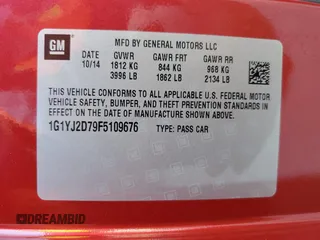 GM MFD BY GENERAL MOTORS LLC
DATE GVWR GAWR FRT GAWR RR
10/14 1812 KG 844 KG 968 KG
3996 LB 1862 LB 2134 LB
THIS VEHICLE CONFORMS TO ALL APPLICABLE U.S. FEDERAL MOTOR
VEHICLE SAFETY, BUMPER, AND THEFT PREVENTION STANDARDS IN
EFFECT ON THE DATE OF MANUFACTURE SHOWN ABOVE.
1G1YJ2D79F5109676 TYPE: PASS CAR
DREAMBID